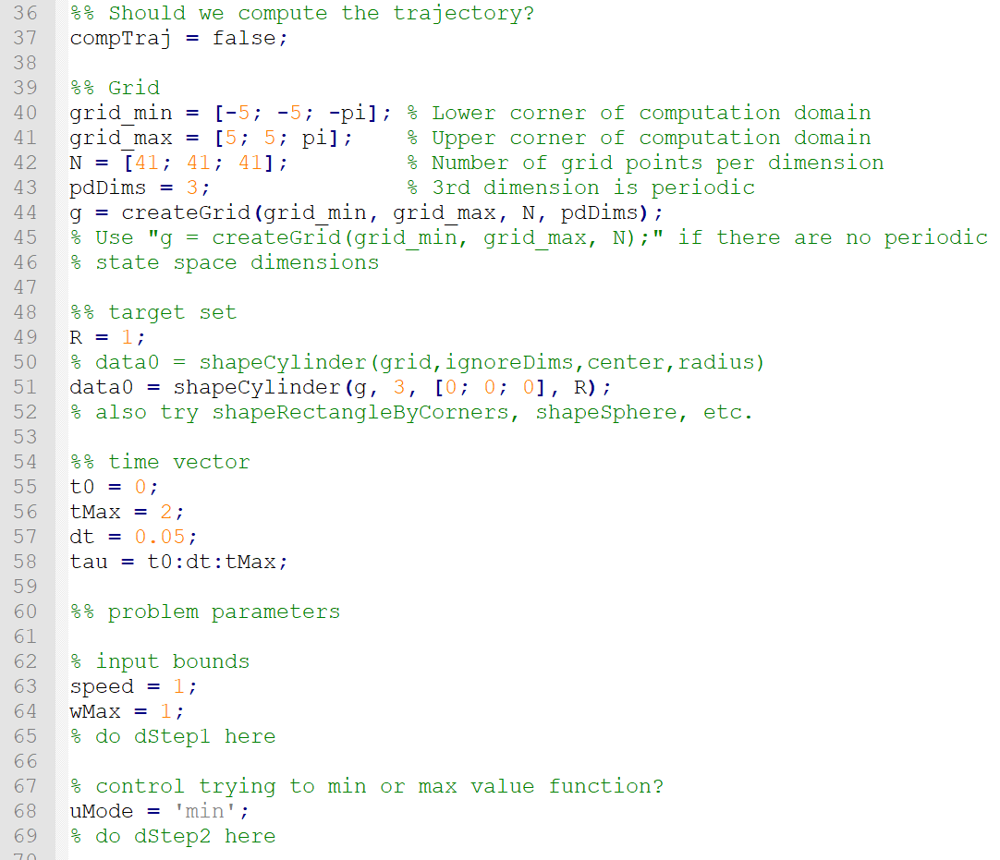 36 %% Should we compute the trajectory?
37 compTraj = false;
38
39 %% Grid
40 grid_min = [-5; -5; -pi]; % Lower corner of computation domain
41 grid_max = [5; 5; pi];    % Upper corner of computation domain
42 N = [41; 41; 41];         % Number of grid points per dimension
43 pdDims = 3;               % 3rd dimension is periodic
44 g = createGrid(grid_min, grid_max, N, pdDims);
45 % Use "g = createGrid(grid_min, grid_max, N);" if there are no periodic
46 % state space dimensions
47
48 %% target set
49 R = 1;
50 % data0 = shapeCylinder(grid,ignoreDims,center,radius)
51 data0 = shapeCylinder(g, 3, [0; 0; 0], R);
52 % also try shapeRectangleByCorners, shapeSphere, etc.
53
54 %% time vector
55 t0 = 0;
56 tMax = 2;
57 dt = 0.05;
58 tau = t0:dt:tMax;
59
60 %% problem parameters
61
62 % input bounds
63 speed = 1;
64 wMax = 1;
65 % do dStep1 here
66
67 % control trying to min or max value function?
68 uMode = 'min';
69 % do dStep2 here
70